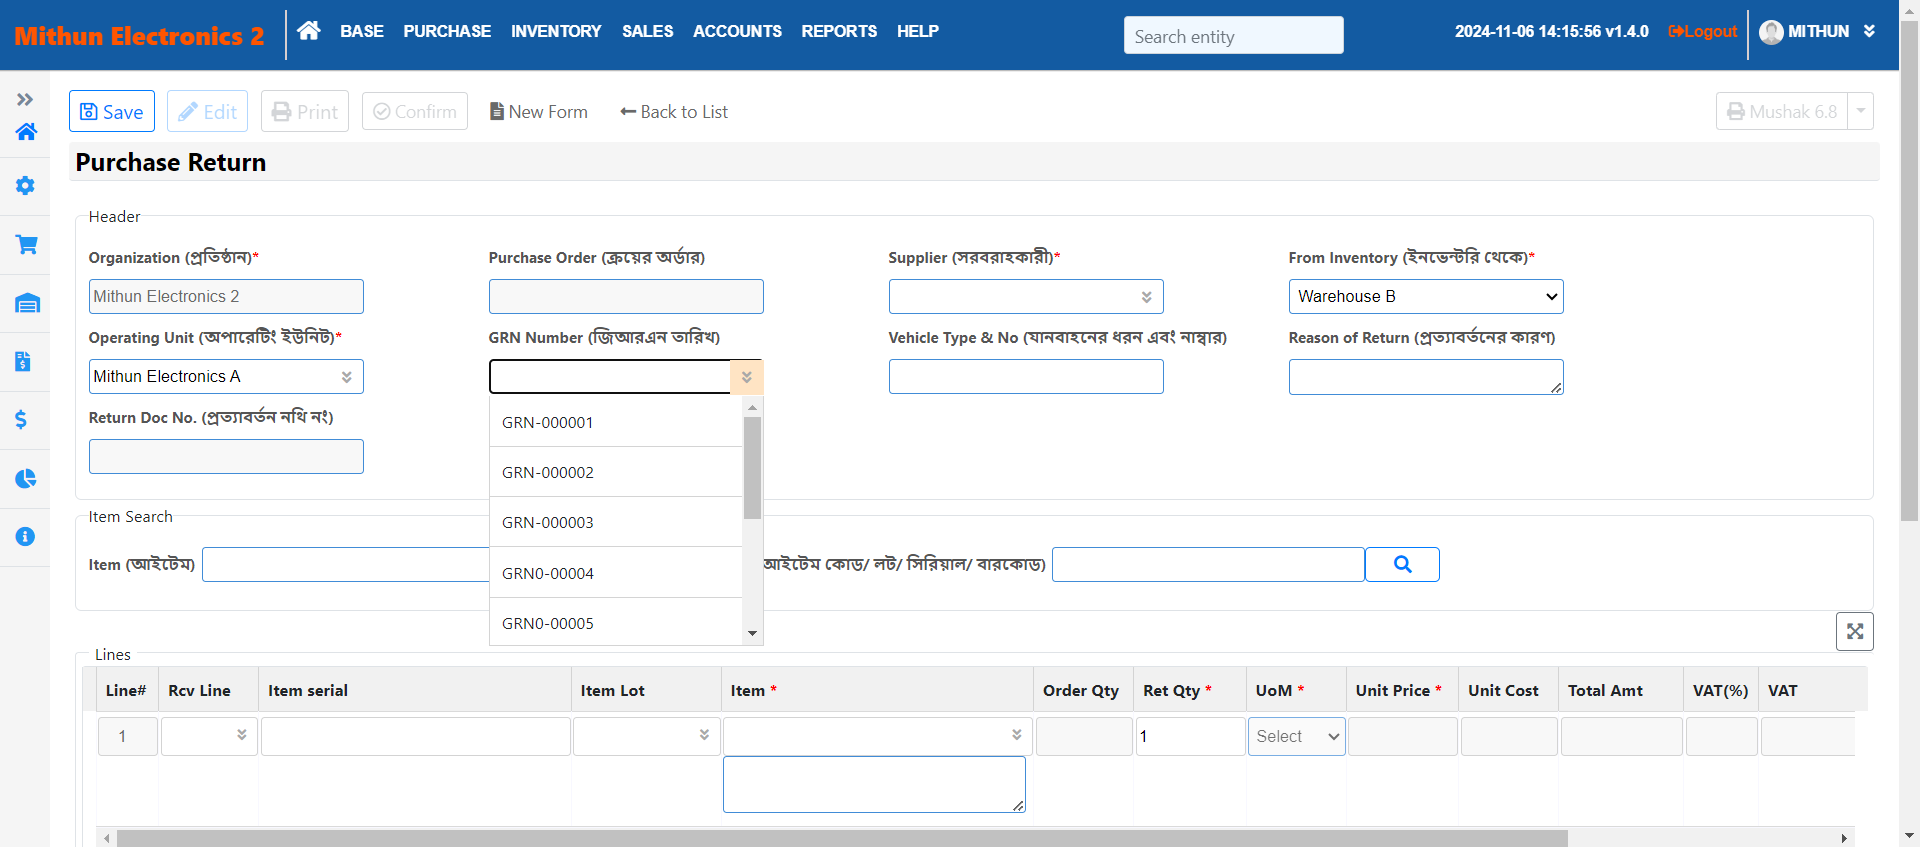 Mithun Electronics 2
BASE PURCHASE INVENTORY SALES ACCOUNTS REPORTS HELP
Search entity
2024-11-06 14:15:56 v1.4.0 Logout MITHUN
Save Edit Print Confirm New Form Back to List Mushak 6.8
Purchase Return
Header
Organization (প্রতিষ্ঠান)* Purchase Order (ক্রয়ের অর্ডার) Supplier (সরবরাহকারী)* From Inventory (ইনভেন্টরি থেকে)*
Mithun Electronics 2 Warehouse B
Operating Unit (অপারেটিং ইউনিট)* GRN Number (জিআরএন তারিখ) Vehicle Type & No (যানবাহনের ধরন এবং নাম্বার) Reason of Return (প্রত্যাবর্তনের কারণ)
Mithun Electronics A
Return Doc No. (প্রত্যাবর্তন নথি নং)
GRN-000001
GRN-000002
GRN-000003
GRN0-00004
GRN0-00005
Item Search
Item (আইটেম) আইটেম কোড/ লট/ সিরিয়াল/ বারকোড)
Lines
Line# Rcv Line Item serial Item Lot Item * Order Qty Ret Qty * UoM * Unit Price * Unit Cost Total Amt VAT(%) VAT
1 1 Select